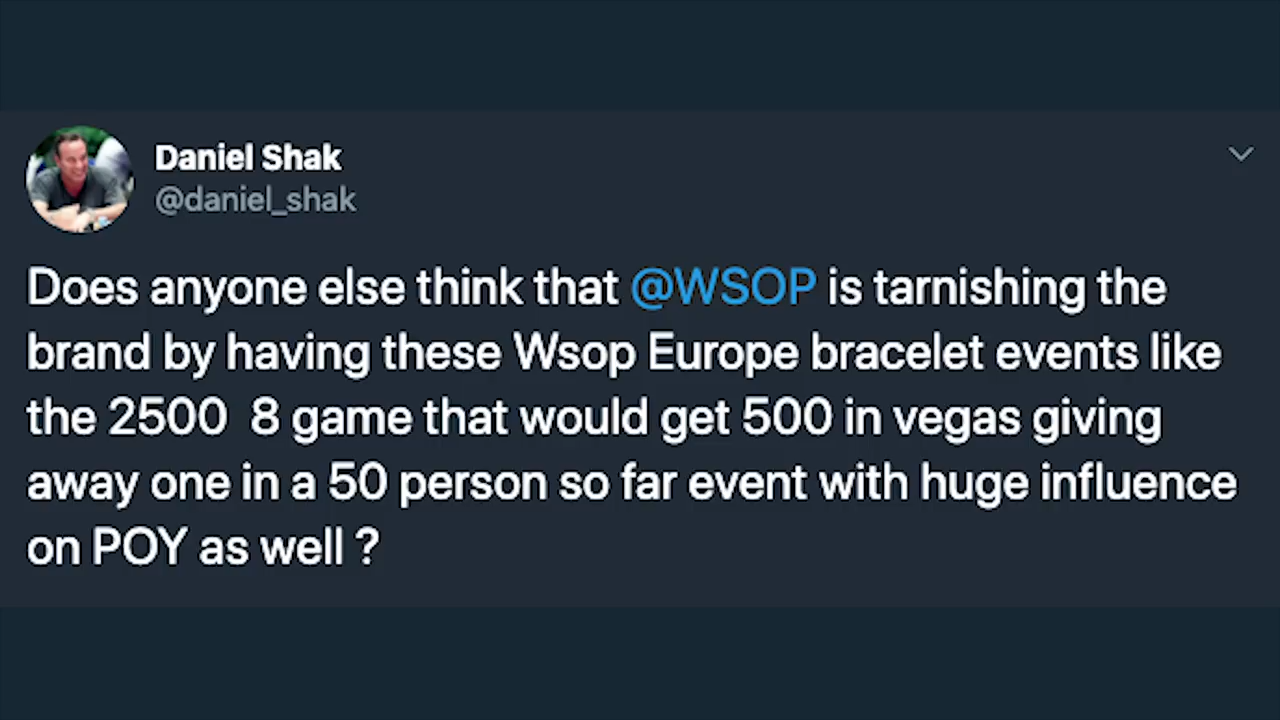 Daniel Shak
@daniel_shak
Does anyone else think that @WSOP is tarnishing the
brand by having these Wsop Europe bracelet events like
the 2500  8 game that would get 500 in vegas giving
away one in a 50 person so far event with huge influence
on POY as well ?